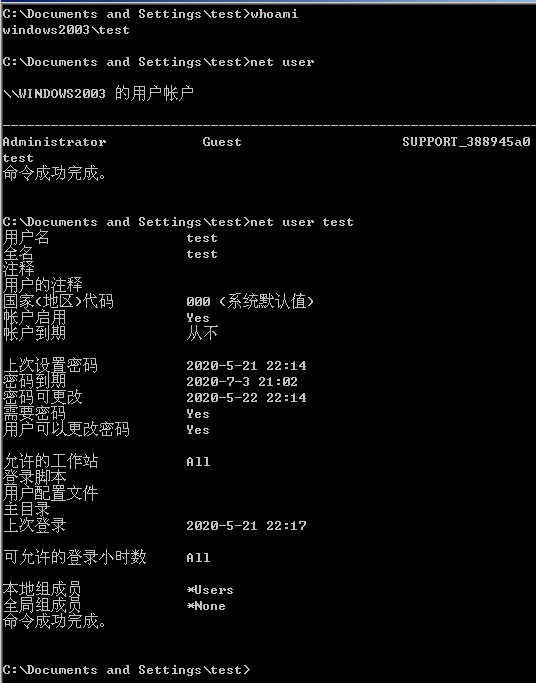 C:\Documents and Settings\test>whoami
windows2003\test
C:\Documents and Settings\test>net user
\\WINDOWS2003 的用户帐户
-------------------------------------------------------------------------------
Administrator Guest SUPPORT_388945a0
test
命令成功完成。
C:\Documents and Settings\test>net user test
用户名 test
全名 test
注释
用户的注释
国家(地区)代码 000 (系统默认值)
帐户启用 Yes
帐户到期 从不
上次设置密码 2020-5-21 22:14
密码到期 2020-7-3 21:02
密码可更改 2020-5-22 22:14
需要密码 Yes
用户可以更改密码 Yes
允许的工作站 All
登录脚本
用户配置文件
主目录
上次登录 2020-5-21 22:17
可允许的登录小时数 All
本地组成员 *Users
全局组成员 *None
命令成功完成。
C:\Documents and Settings\test>